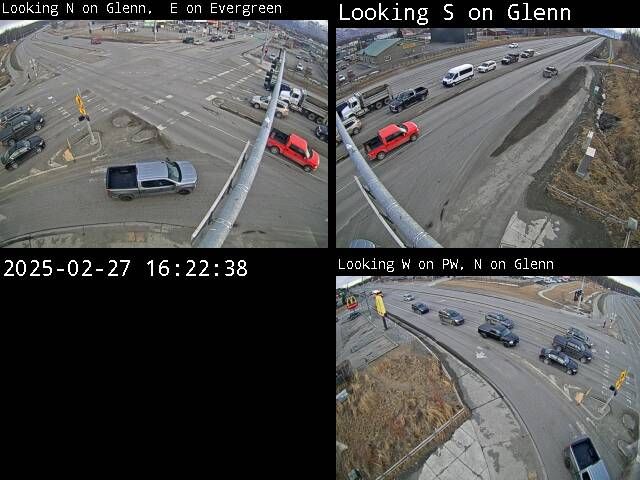 Looking N on Glenn,  E on Evergreen
Looking S on Glenn
2025-02-27 16:22:38
Looking W on PW, N on Glenn